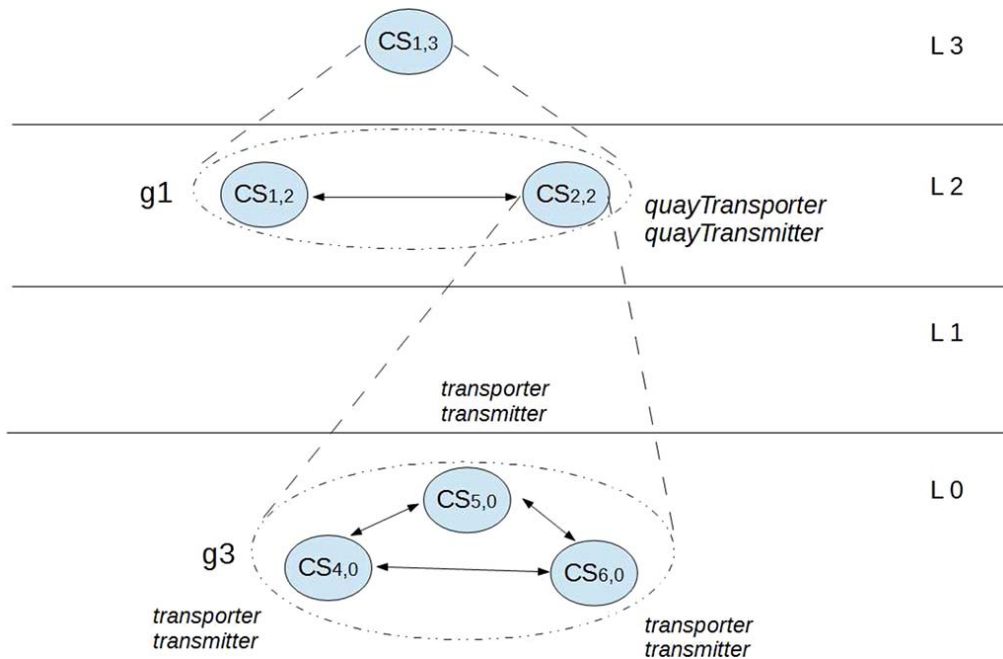 CS1,3
L 3
g1
CS1,2
CS2,2
L 2
quayTransporter
quayTransmitter
L 1
transporter
transmitter
L 0
CS5,0
g3
CS4,0
CS6,0
transporter
transmitter
transporter
transmitter